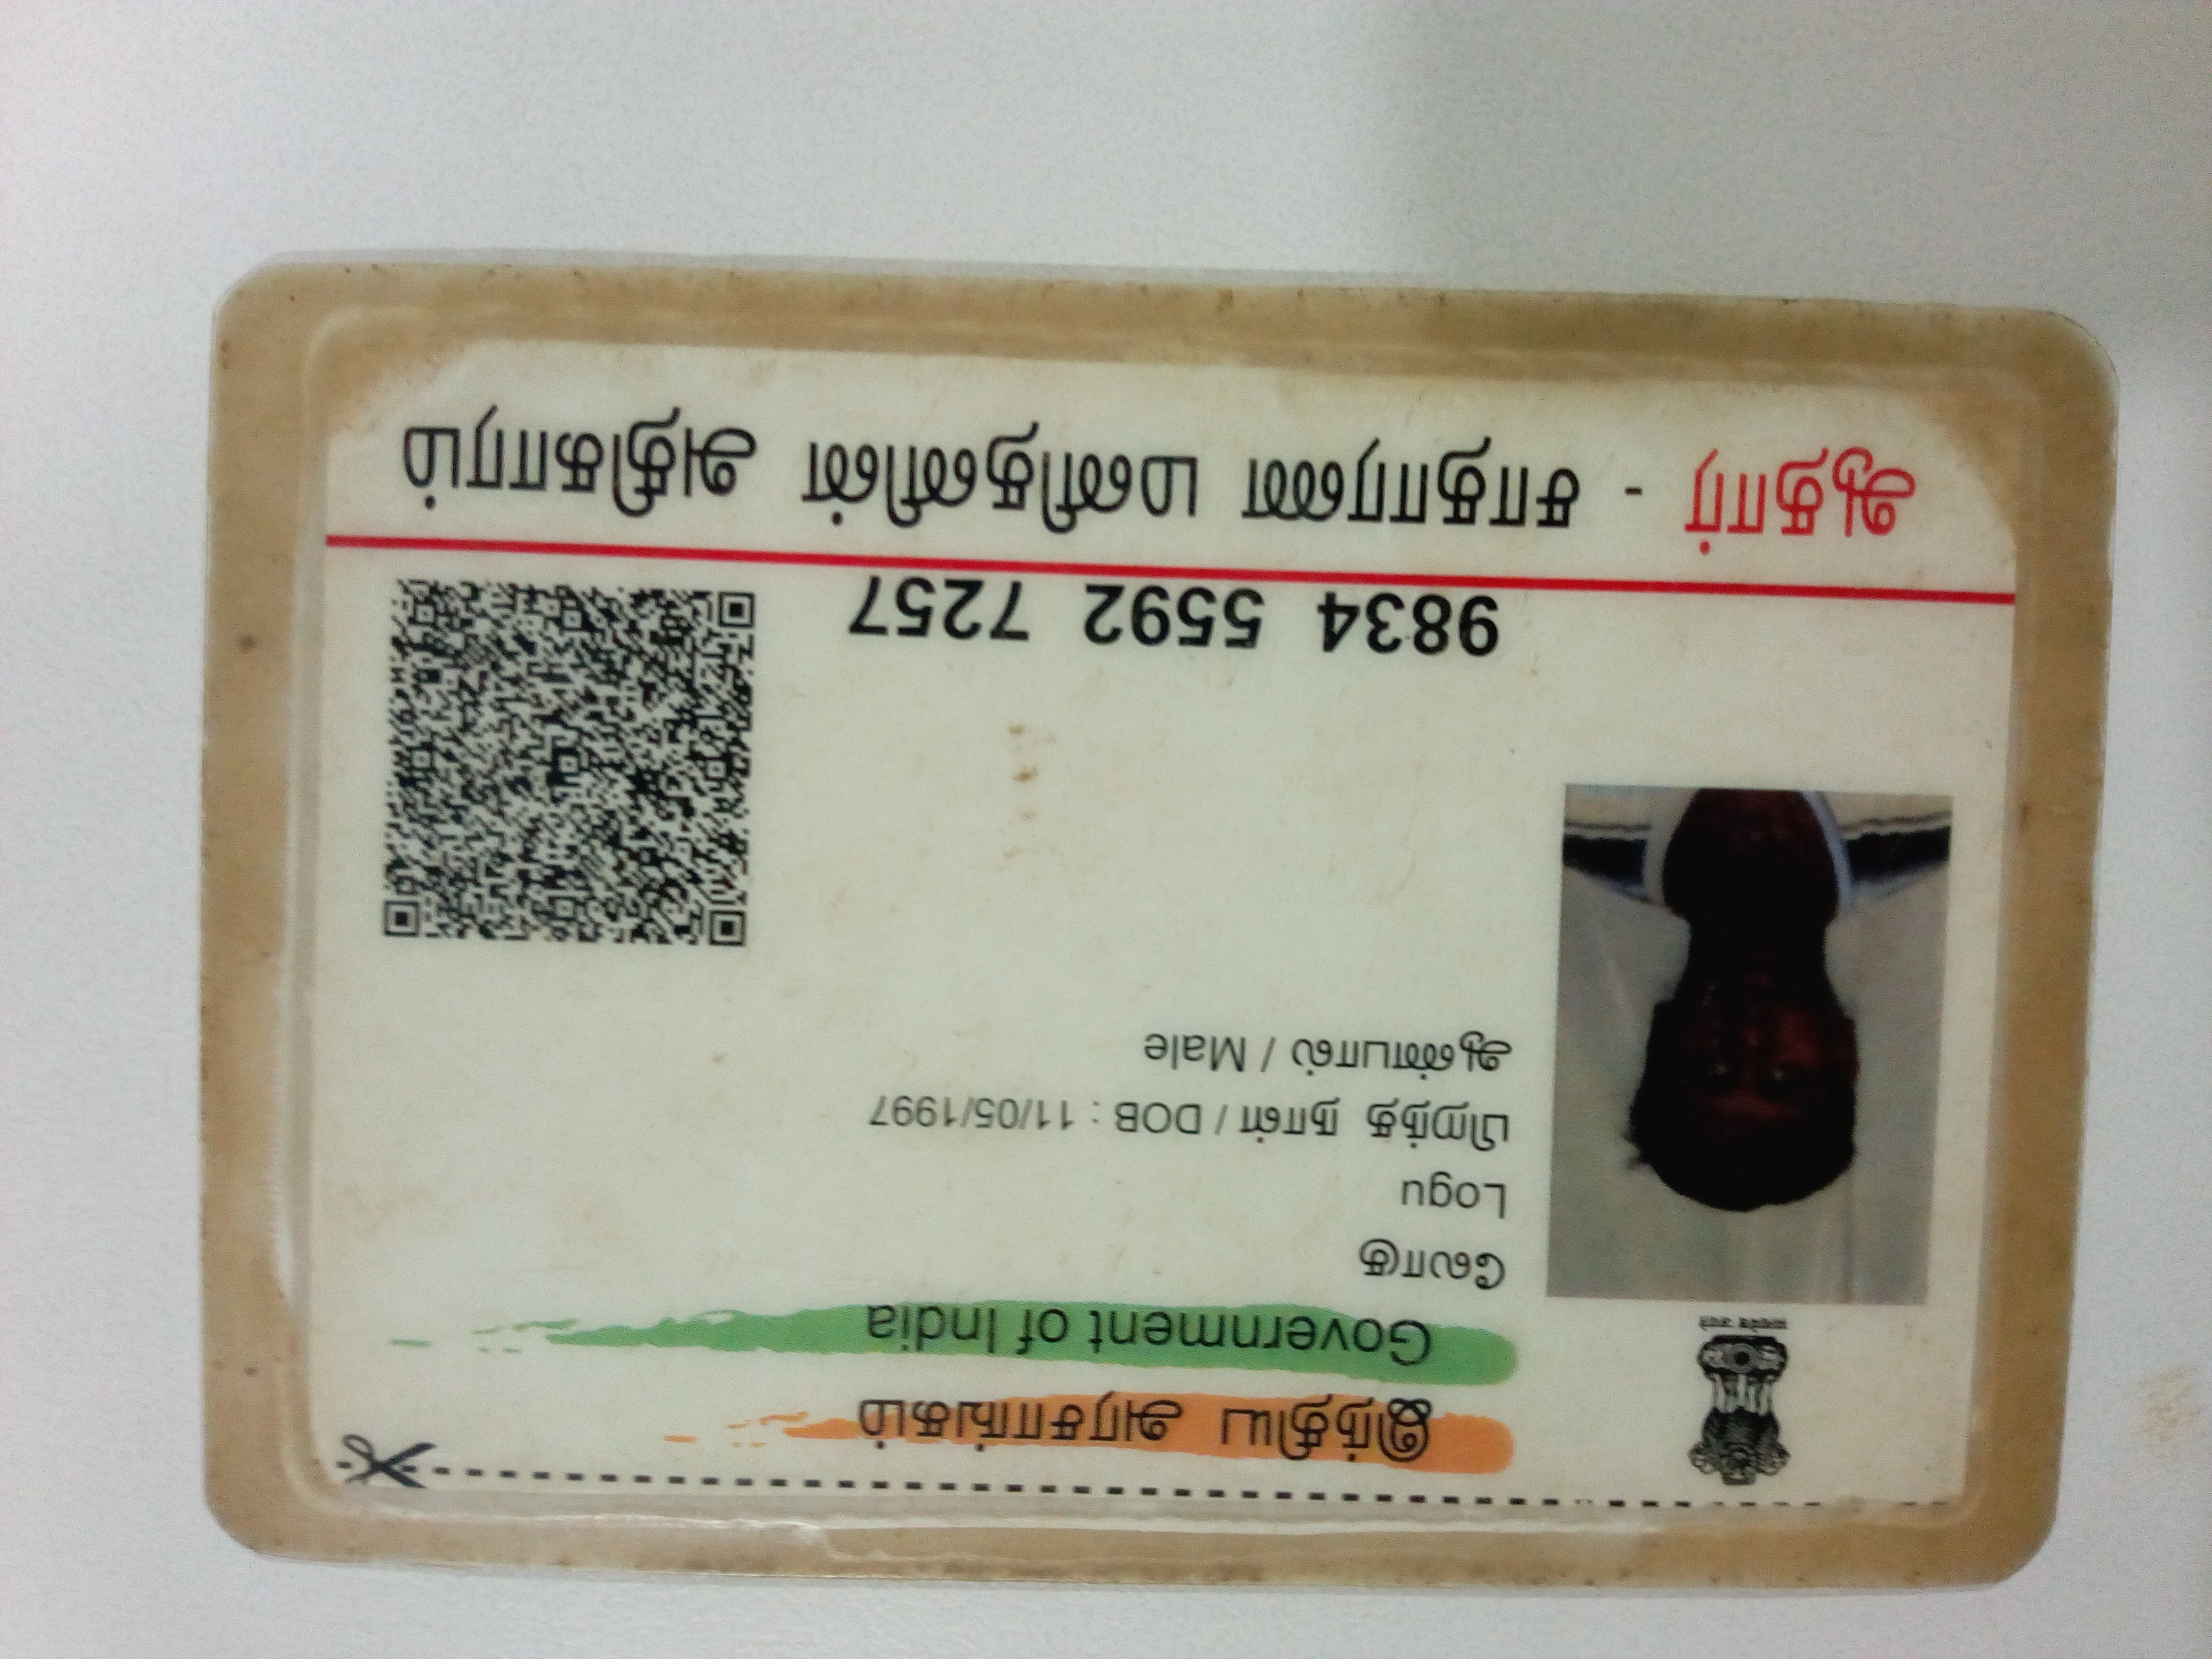 இந்திய அரசாங்கம்
Government of India
லோகு
Logu
பிறந்த நாள் / DOB : 11/05/1997
ஆண்பால் / Male
9834 5592 7257
ஆதார் - சாதாரண மனிதனின் அதிகாரம்